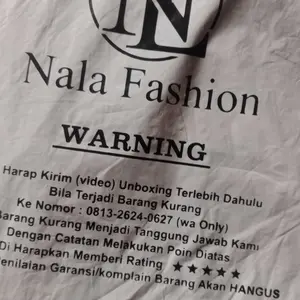 NL
Nala Fashion
WARNING
Harap Kirim (video) Unboxing Terlebih Dahulu
Bila Terjadi Barang Kurang
Ke Nomor : 0813-2624-0627 (wa Only)
Barang Kurang Menjadi Tanggung Jawab Kami
Dengan Catatan Melakukan Poin Diatas
Di Harapkan Memberi Rating ★★★★★
Penilaian Garansi/komplain Barang Akan HANGUS